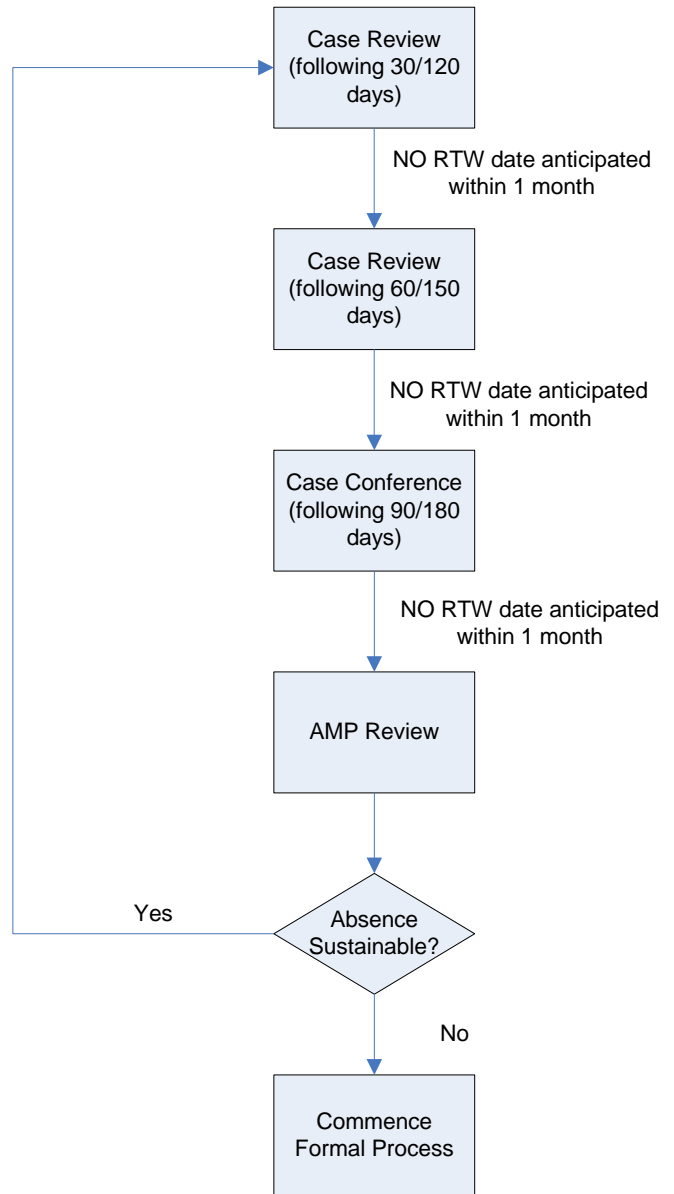 Case Review
(following 30/120
days)
NO RTW date anticipated
within 1 month
Case Review
(following 60/150
days)
NO RTW date anticipated
within 1 month
Case Conference
(following 90/180
days)
NO RTW date anticipated
within 1 month
AMP Review
Yes
Absence
Sustainable?
No
Commence
Formal Process